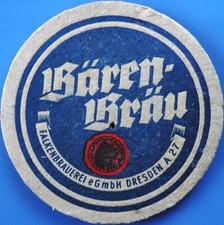 Bären-
Bräu
FALKENBRAUEREI eGmbH DRESDEN A 27